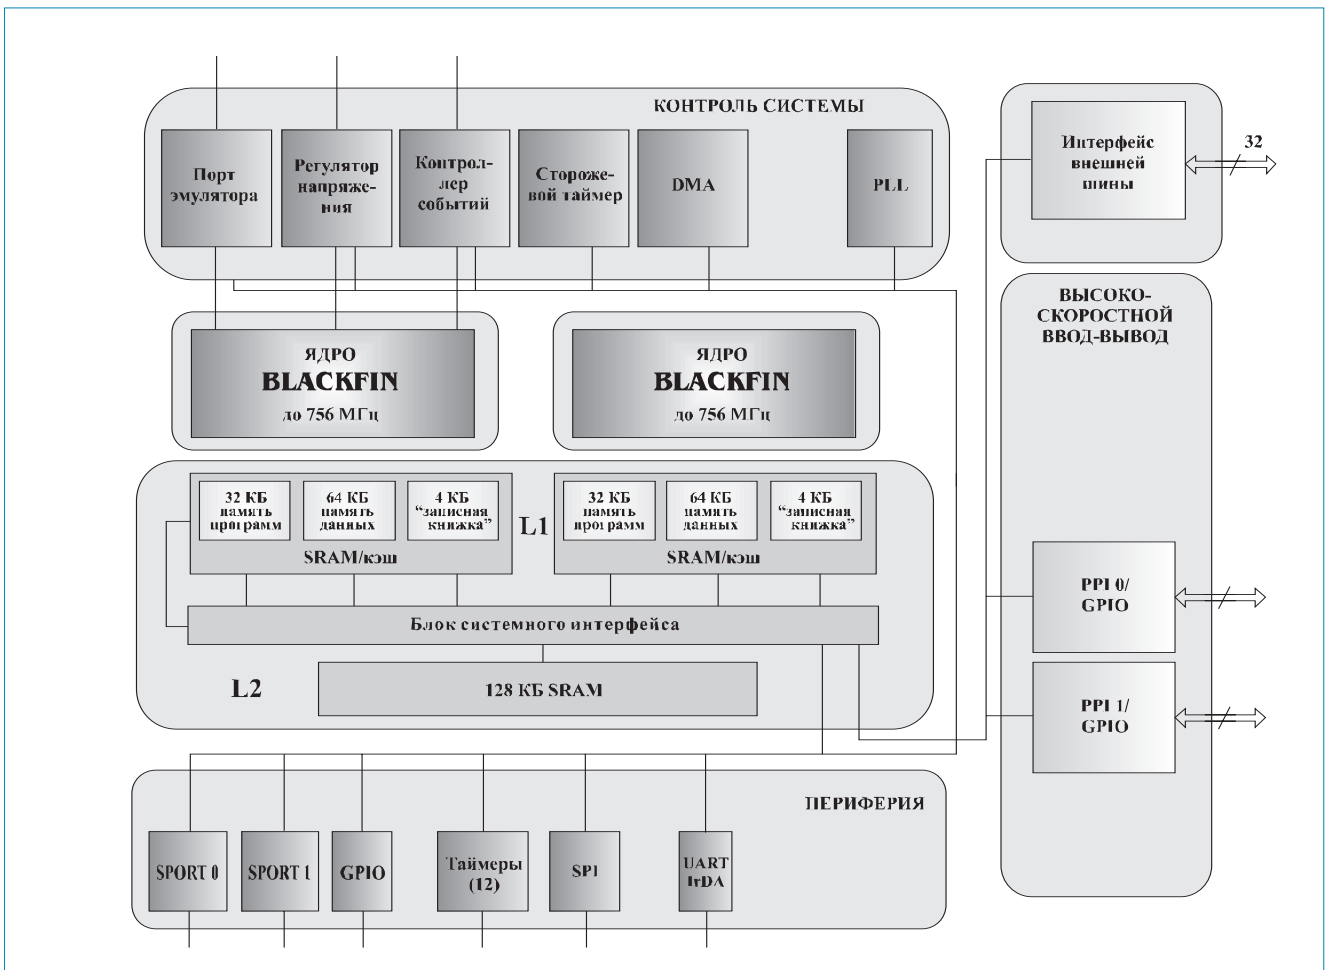 КОНТРОЛЬ СИСТЕМЫ
Порт
эмулятора
Регулятор
напряже-
ния
Контрол-
лер
событий
Стороже-
вой таймер
DMA
PLL
Интерфейс
внешней
шины
32
ВЫСОКО-
СКОРОСТНОЙ
ВВОД-ВЫВОД
ЯДРО
BLACKFIN
до 756 МГц
ЯДРО
BLACKFIN
до 756 МГц
32 КБ
память
программ
64 КБ
память
данных
4 КБ
“записная
книжка”
SRAM/кэш
L1
32 КБ
память
программ
64 КБ
память
данных
4 КБ
“записная
книжка”
SRAM/кэш
Блок системного интерфейса
L2
128 КБ SRAM
PPI 0/
GPIO
PPI 1/
GPIO
ПЕРИФЕРИЯ
SPORT 0
SPORT 1
GPIO
Таймеры
(12)
SPI
UART
IrDA